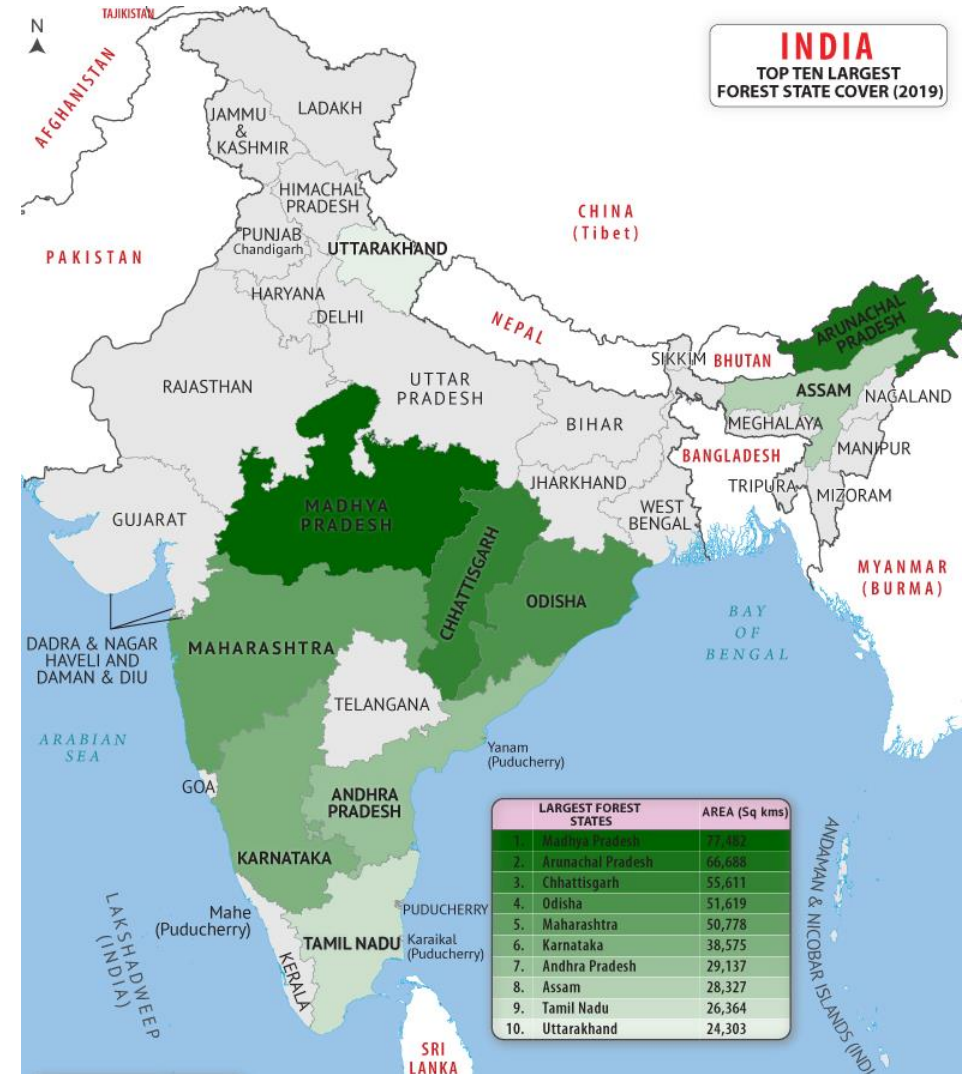 TAJIKISTAN
N
INDIA
TOP TEN LARGEST
FOREST STATE COVER (2019)
AFGHANISTAN
LADAKH
JAMMU
&
KASHMIR
HIMACHAL
PRADESH
CHINA
(Tibet)
PUNJAB
Chandigarh
UTTARAKHAND
PAKISTAN
HARYANA
DELHI
NEPAL
ARUNACHAL
PRADESH
SIKKIM
BHUTAN
RAJASTHAN
UTTAR
PRADESH
ASSAM
NAGALAND
BIHAR
MEGHALAYA
MANIPUR
BANGLADESH
JHARKHAND
TRIPURA
MIZORAM
GUJARAT
MADHYA
PRADESH
WEST
BENGAL
CHHATTISGARH
MYANMAR
(BURMA)
ODISHA
BAY
OF
BENGAL
DADRA & NAGAR
HAVELI AND
DAMAN & DIU
MAHARASHTRA
TELANGANA
ARABIAN
SEA
Yanam
(Puducherry)
GOA
ANDHRA
PRADESH
KARNATAKA
LARGEST FOREST
STATES
AREA (Sq kms)
1. Madhya Pradesh 77,482
2. Arunachal Pradesh 66,688
3. Chhattisgarh 55,611
4. Odisha 51,619
5. Maharashtra 50,778
6. Karnataka 38,575
7. Andhra Pradesh 29,137
8. Assam 28,327
9. Tamil Nadu 26,364
10. Uttarakhand 24,303
ANDAMAN & NICOBAR ISLANDS (INDI
LAKSHADWEEP
(INDIA)
Mahe
(Puducherry)
PUDUCHERRY
TAMIL NADU
Karaikal
(Puducherry)
KERALA
SRI
LANKA